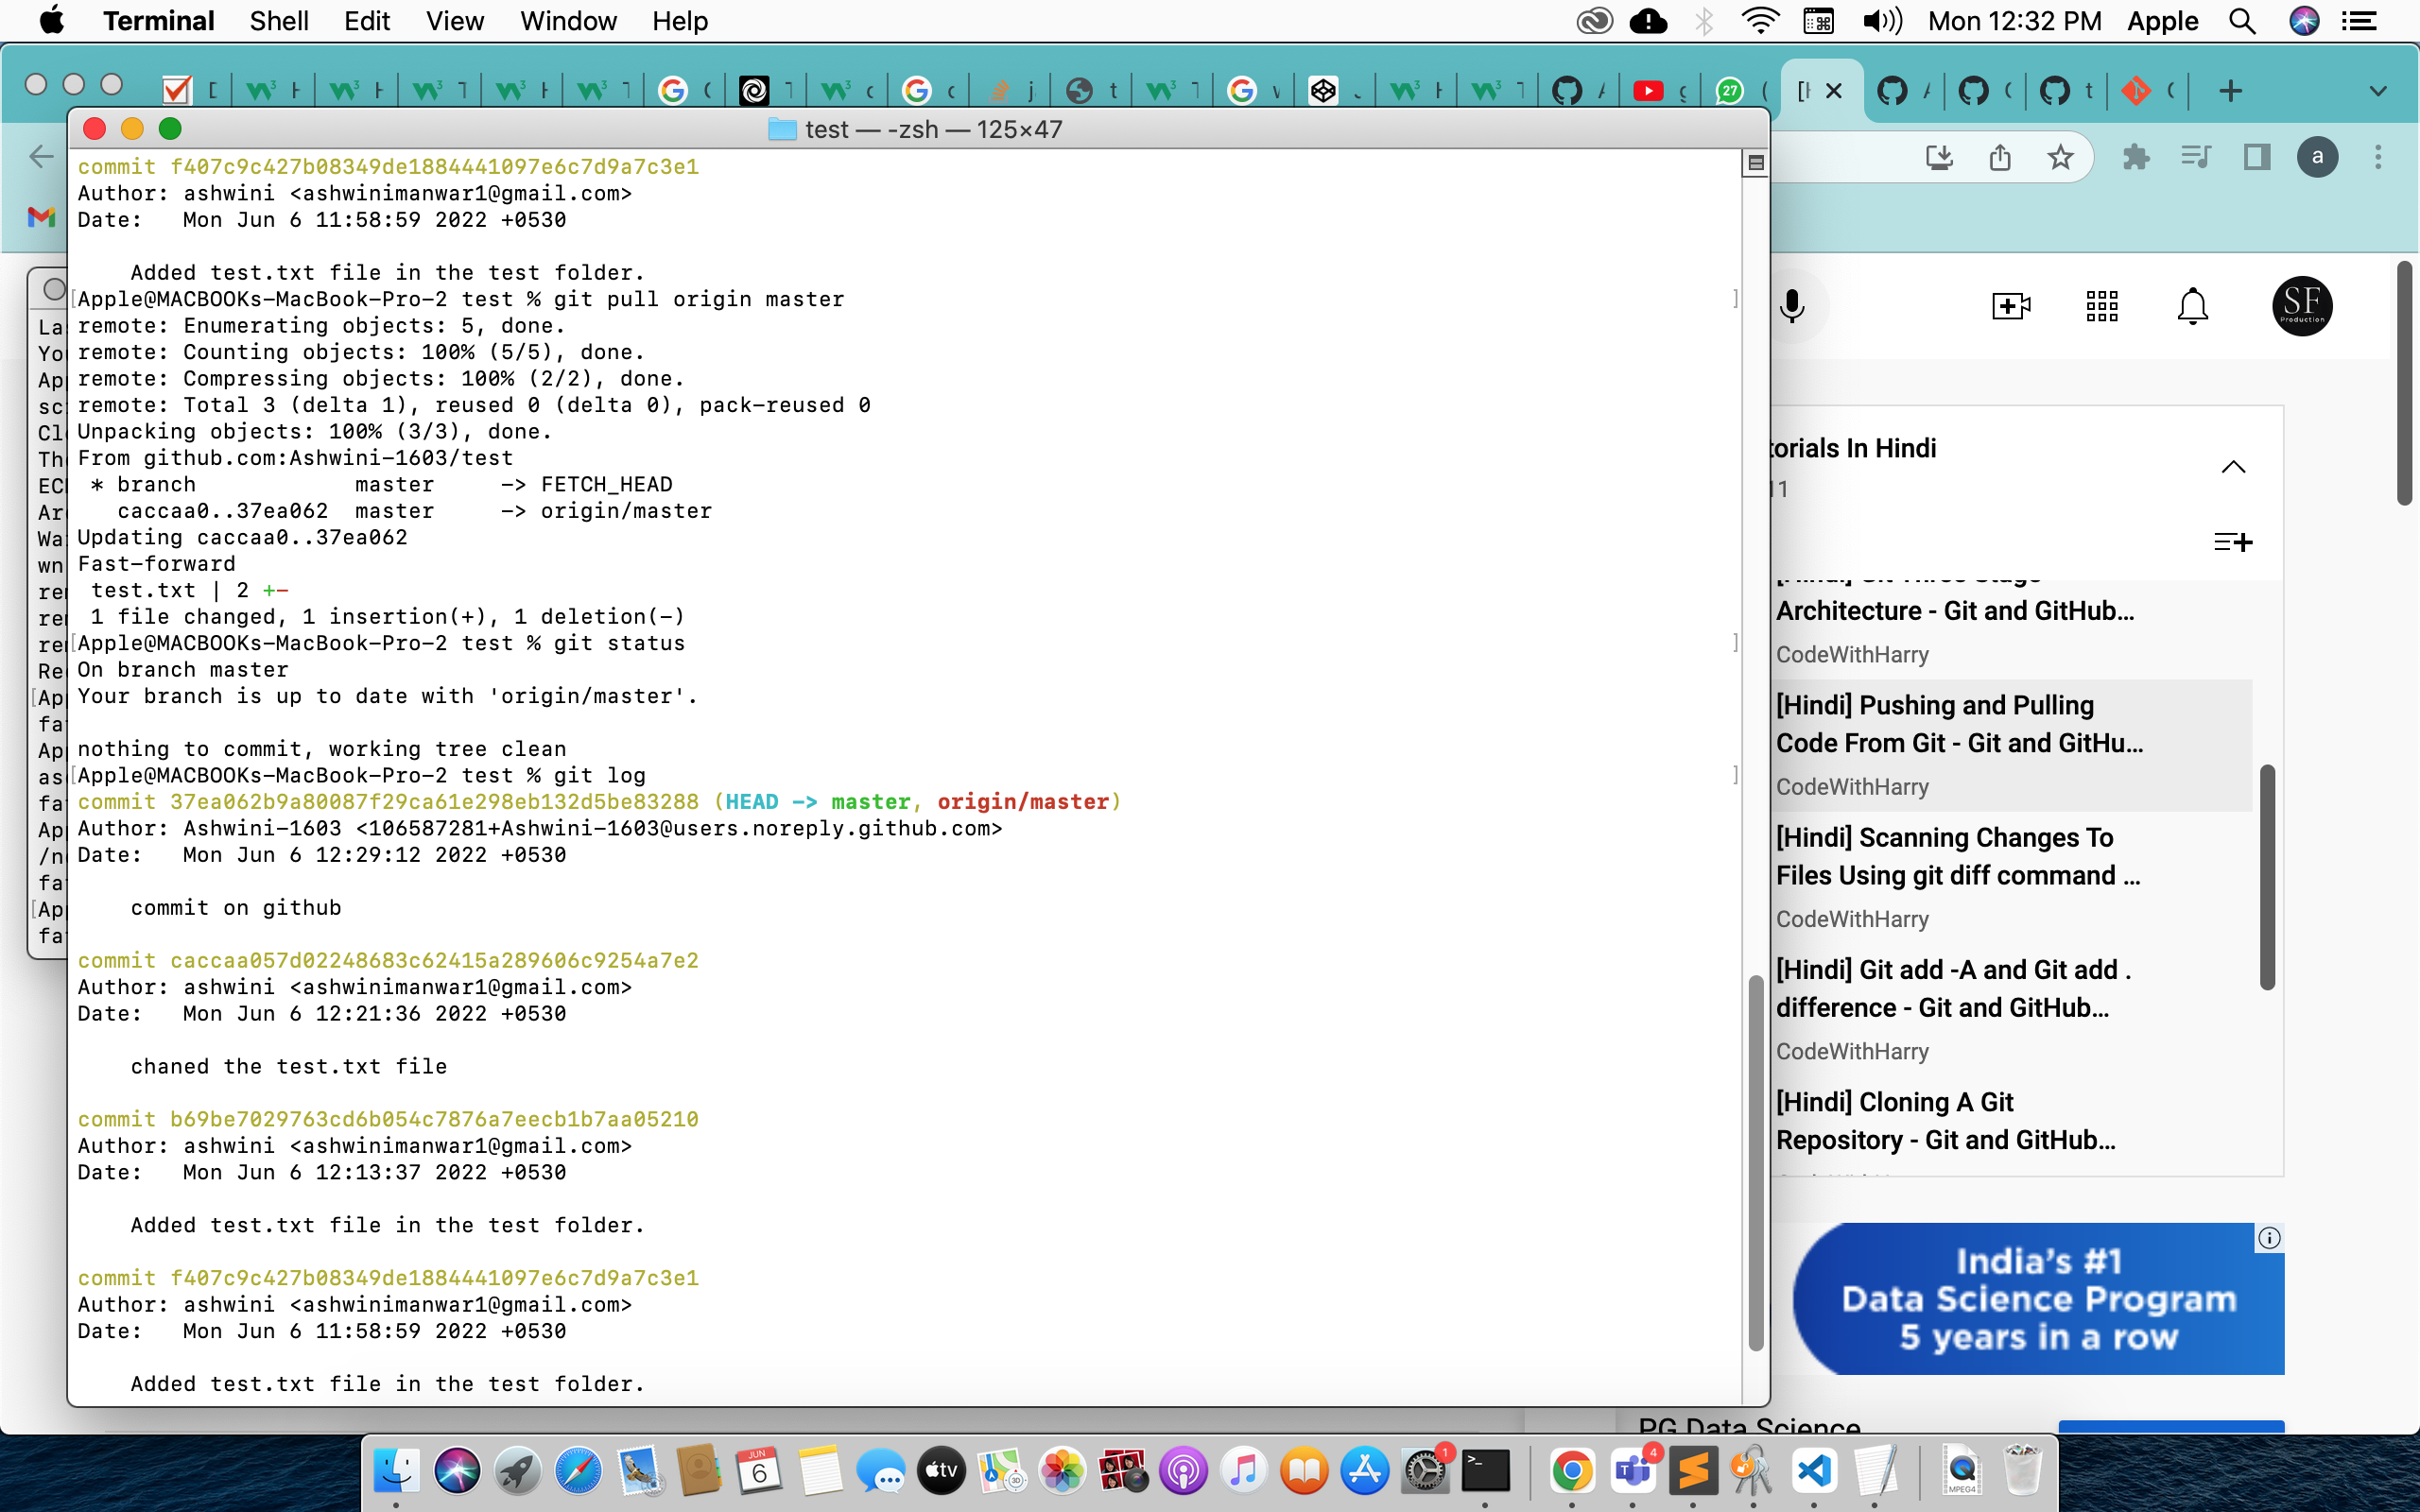 Terminal Shell Edit View Window Help
Mon 12:32 PM Apple
27
a
test — -zsh — 125×47
commit f407c9c427b08349de1884441097e6c7d9a7c3e1
Author: ashwini <ashwinimanwar1@gmail.com>
Date:   Mon Jun 6 11:58:59 2022 +0530
Added test.txt file in the test folder.
[Apple@MACBOOKs-MacBook-Pro-2 test % git pull origin master ]
remote: Enumerating objects: 5, done.
remote: Counting objects: 100% (5/5), done.
remote: Compressing objects: 100% (2/2), done.
remote: Total 3 (delta 1), reused 0 (delta 0), pack-reused 0
Unpacking objects: 100% (3/3), done.
From github.com:Ashwini-1603/test
* branch            master     -> FETCH_HEAD
caccaa0..37ea062  master     -> origin/master
Updating caccaa0..37ea062
Fast-forward
test.txt | 2 +-
1 file changed, 1 insertion(+), 1 deletion(-)
[Apple@MACBOOKs-MacBook-Pro-2 test % git status ]
On branch master
Your branch is up to date with 'origin/master'.
nothing to commit, working tree clean
[Apple@MACBOOKs-MacBook-Pro-2 test % git log ]
commit 37ea062b9a80087f29ca61e298eb132d5be83288 (HEAD -> master, origin/master)
Author: Ashwini-1603 <106587281+Ashwini-1603@users.noreply.github.com>
Date:   Mon Jun 6 12:29:12 2022 +0530
commit on github
commit caccaa057d02248683c62415a289606c9254a7e2
Author: ashwini <ashwinimanwar1@gmail.com>
Date:   Mon Jun 6 12:21:36 2022 +0530
chaned the test.txt file
commit b69be7029763cd6b054c7876a7eecb1b7aa05210
Author: ashwini <ashwinimanwar1@gmail.com>
Date:   Mon Jun 6 12:13:37 2022 +0530
Added test.txt file in the test folder.
commit f407c9c427b08349de1884441097e6c7d9a7c3e1
Author: ashwini <ashwinimanwar1@gmail.com>
Date:   Mon Jun 6 11:58:59 2022 +0530
Added test.txt file in the test folder.
SF
Production
torials In Hindi
11
[Hindi] Git Three Stage
Architecture - Git and GitHub...
CodeWithHarry
[Hindi] Pushing and Pulling
Code From Git - Git and GitHu...
CodeWithHarry
[Hindi] Scanning Changes To
Files Using git diff command ...
CodeWithHarry
[Hindi] Git add -A and Git add .
difference - Git and GitHub...
CodeWithHarry
[Hindi] Cloning A Git
Repository - Git and GitHub...
India's #1
Data Science Program
5 years in a row
PG Data Science
JUN
6
tv
1
4
MPEG4